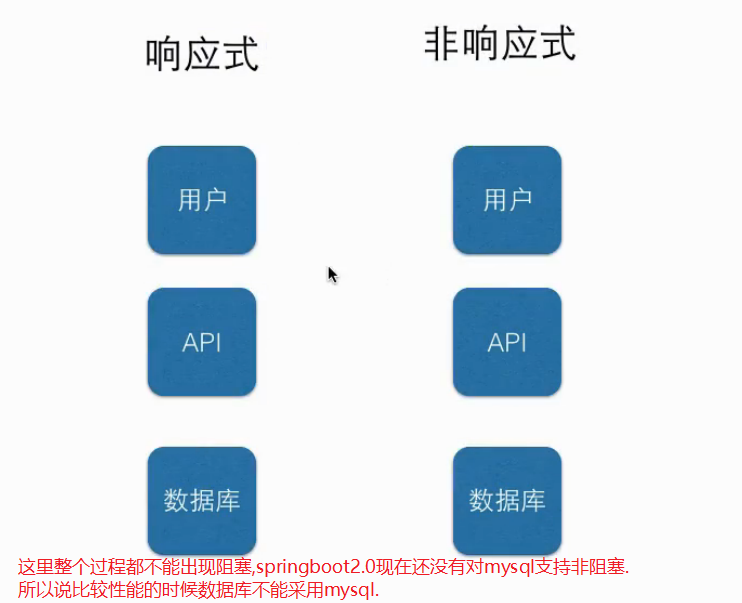 响应式 非响应式
用户 用户
API API
数据库 数据库
这里整个过程都不能出现阻塞,springboot2.0现在还没有对mysql支持非阻塞.
所以说比较性能的时候数据库不能采用mysql.